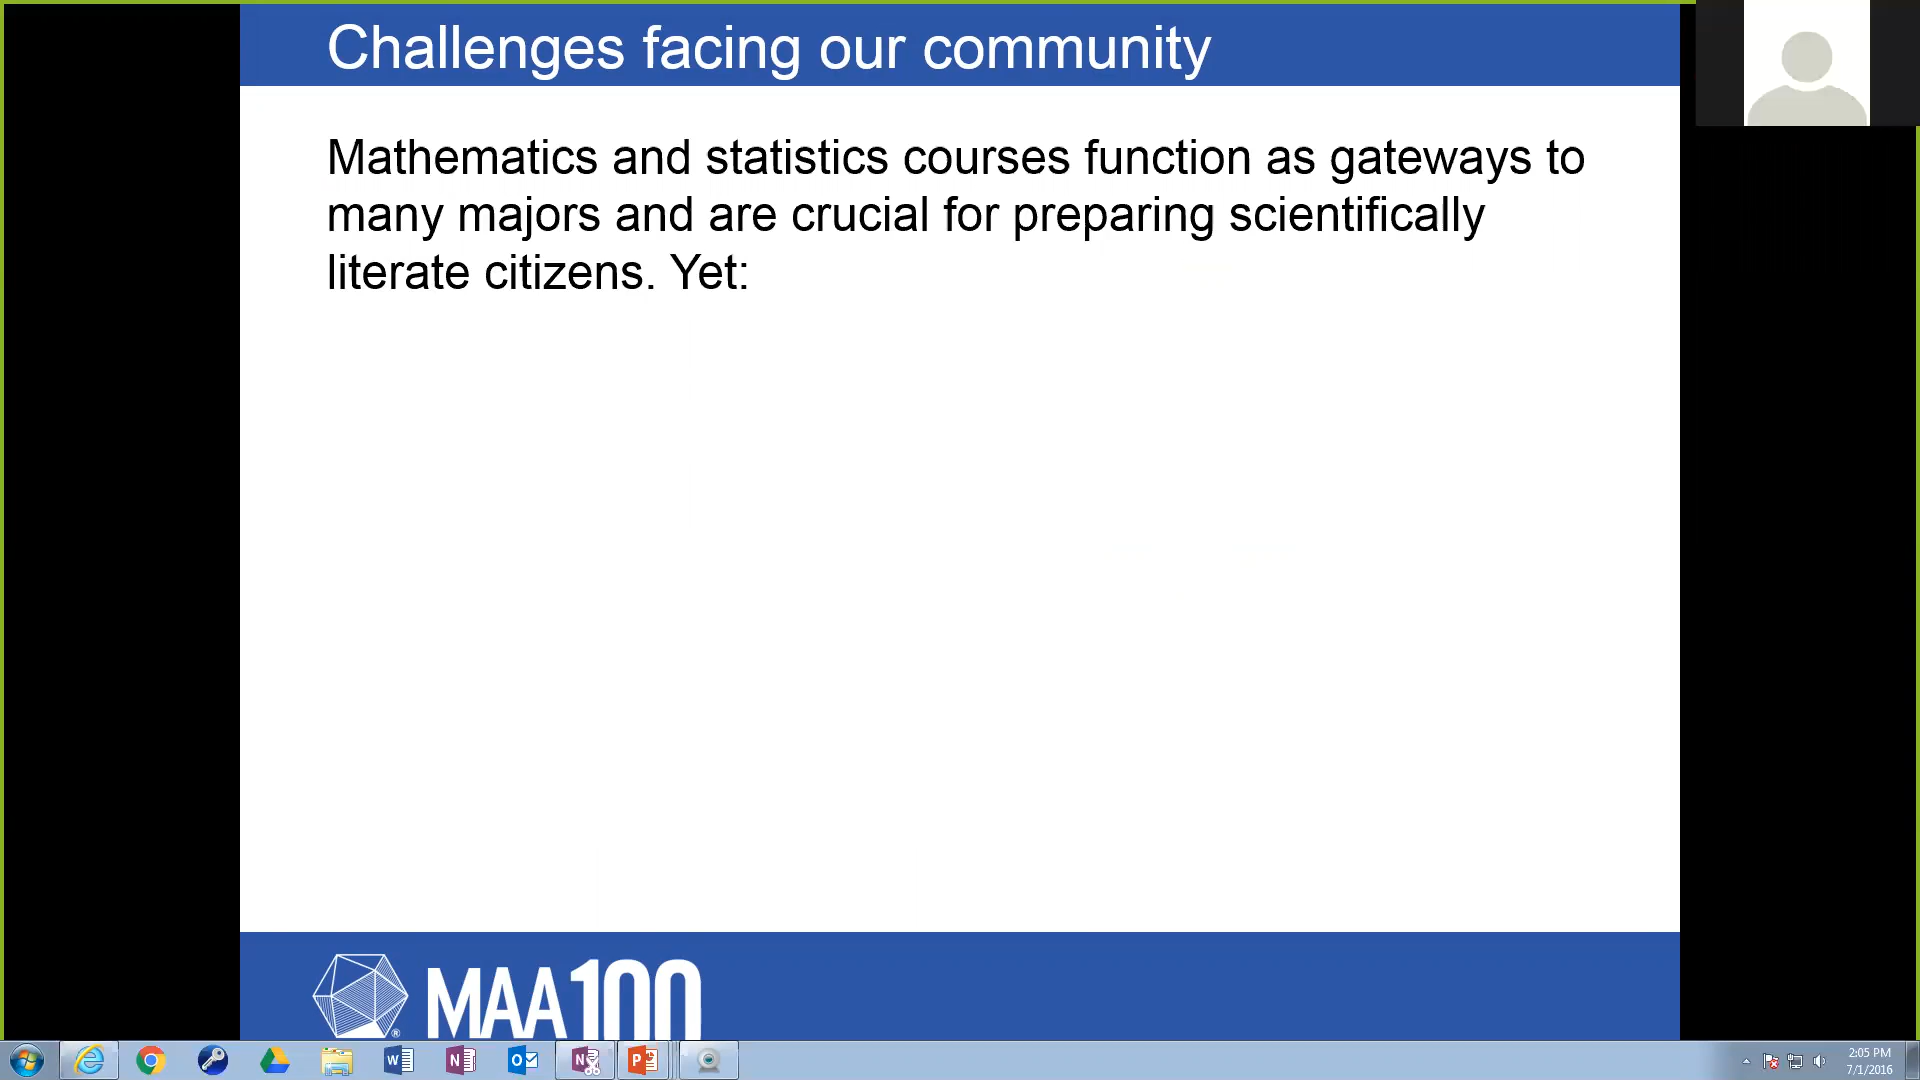 Challenges facing our community
Mathematics and statistics courses function as gateways to
many majors and are crucial for preparing scientifically
literate citizens. Yet:
MAA100
®
2:05 PM
7/1/2016